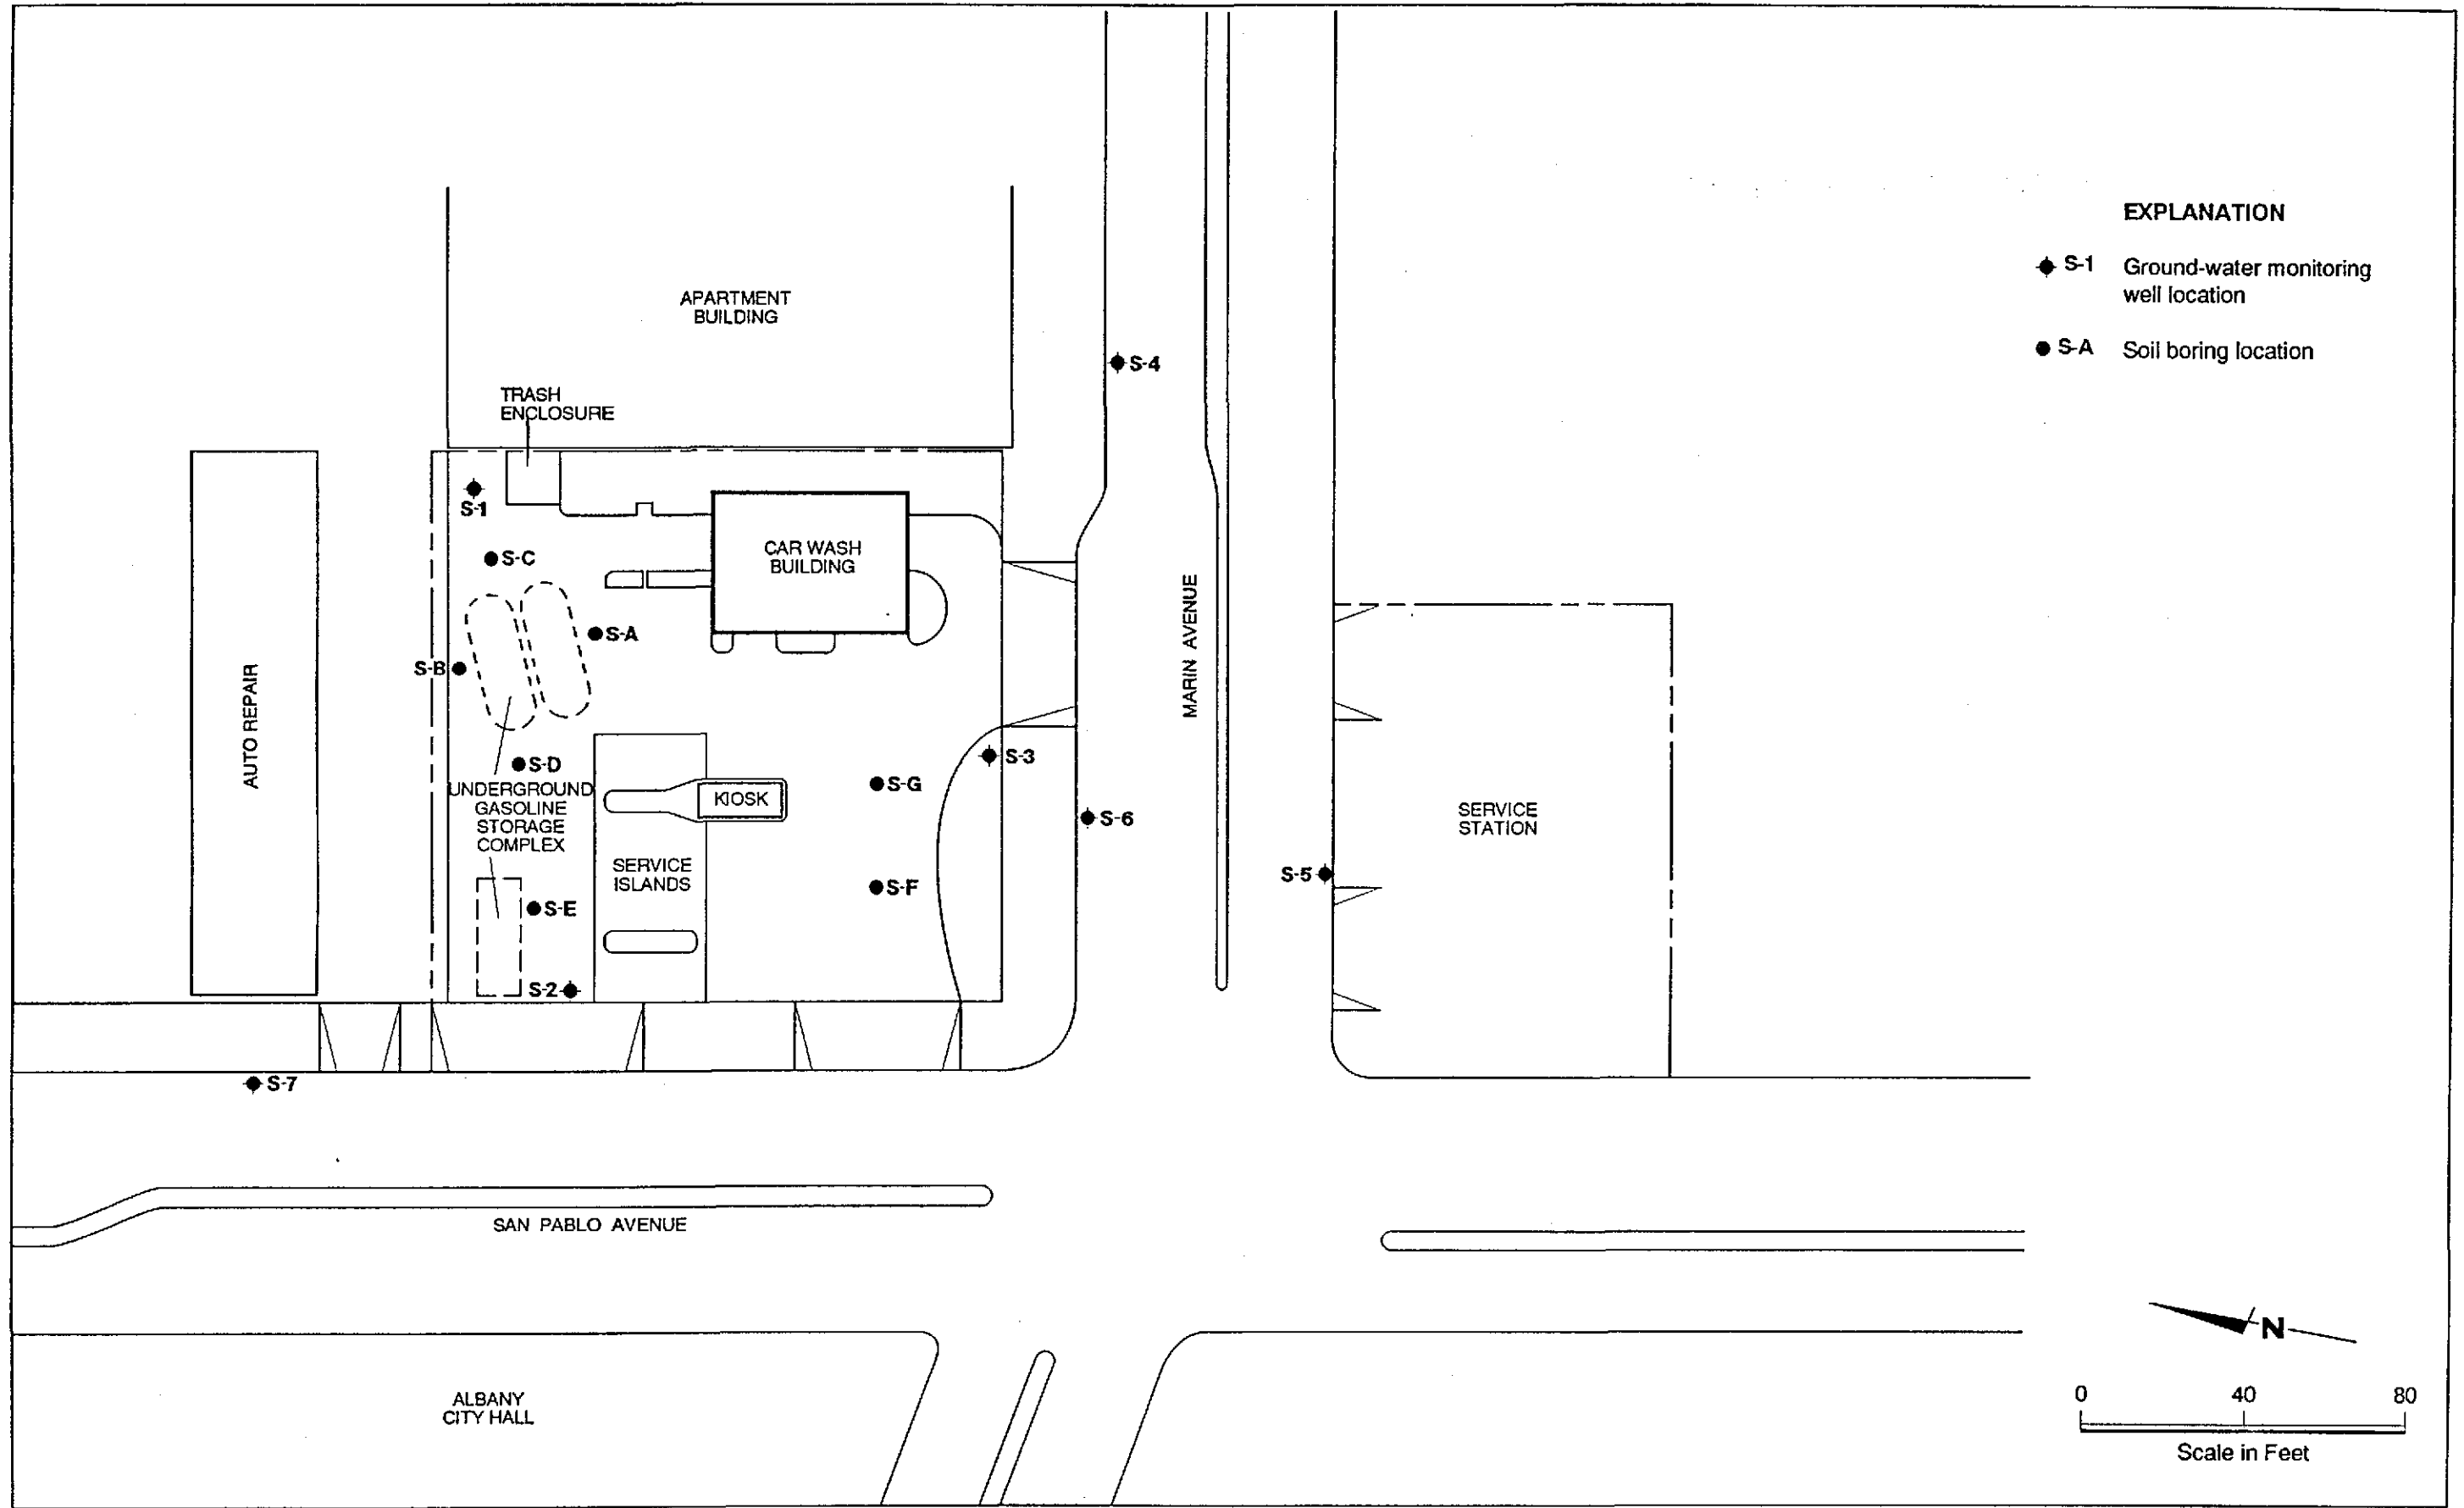 EXPLANATION
S-1 Ground-water monitoring
well location
S-A Soil boring location
APARTMENT
BUILDING
S-4
TRASH
ENCLOSURE
S-1
S-C
CAR WASH
BUILDING
S-A
S-B
MARIN AVENUE
AUTO REPAIR
S-D
S-3
UNDERGROUND
GASOLINE
STORAGE
COMPLEX
KIOSK
S-G
S-6
SERVICE
STATION
SERVICE
ISLANDS
S-5
S-F
S-E
S-2
S-7
SAN PABLO AVENUE
N
ALBANY
CITY HALL
0 40 80
Scale in Feet